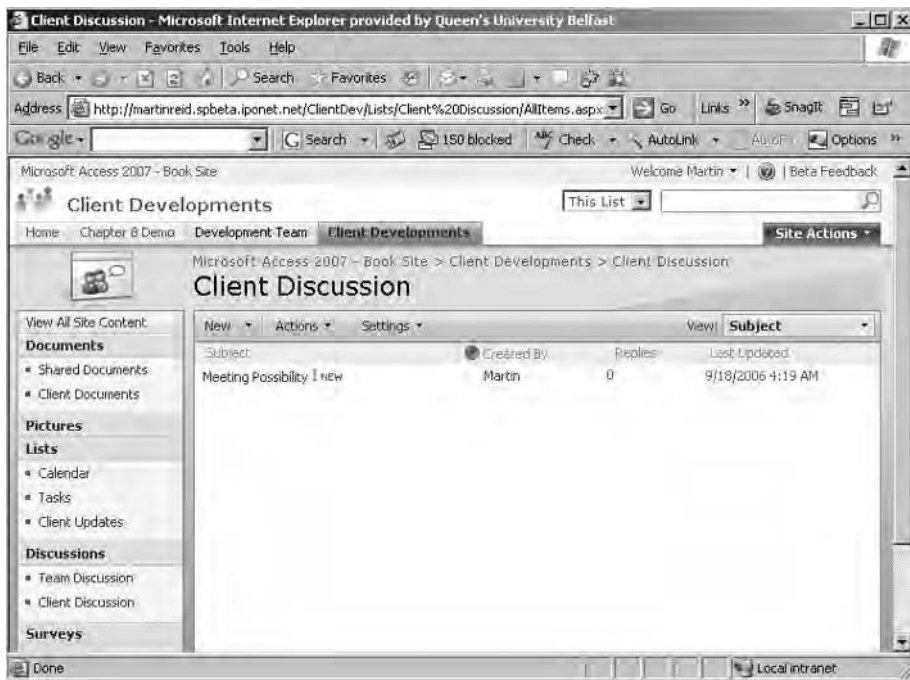 Client Discussion - Microsoft Internet Explorer provided by Queen's University Belfast
File Edit View Favorites Tools Help
Back Search Favorites
Address http://martinreid.spbeta.iponet.net/ClientDev/Lists/Client%20Discussion/AllItems.aspx Go Links » SnagIt
Google Search 150 blocked ABC Check AutoLink AutoF Options »
Microsoft Access 2007 - Book Site Welcome Martin | Beta Feedback
Client Developments This List
Home Chapter 8 Demo Development Team Client Developments Site Actions
Microsoft Access 2007 - Book Site > Client Developments > Client Discussion
Client Discussion
View All Site Content
Documents
Shared Documents
Client Documents
Pictures
Lists
Calendar
Tasks
Client Updates
Discussions
Team Discussion
Client Discussion
Surveys
New Actions Settings View: Subject
Subject Created By Replies Last Updated
Meeting Possibility NEW Martin 0 9/18/2006 4:19 AM
Done Local intranet